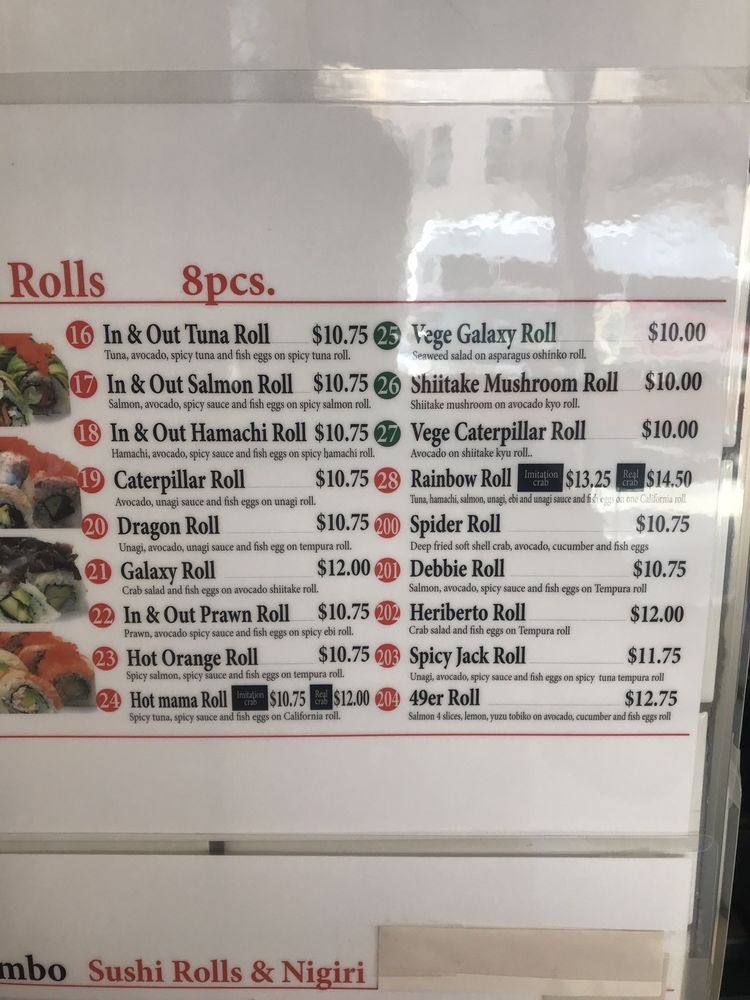 Rolls 8pcs.
16 In & Out Tuna Roll $10.75
Tuna, avocado, spicy tuna and fish eggs on spicy tuna roll.
17 In & Out Salmon Roll $10.75
Salmon, avocado, spicy sauce and fish eggs on spicy salmon roll.
18 In & Out Hamachi Roll $10.75
Hamachi, avocado, spicy sauce and fish eggs on spicy hamachi roll.
19 Caterpillar Roll $10.75
Avocado, unagi sauce and fish eggs on unagi roll.
20 Dragon Roll $10.75
Unagi, avocado, unagi sauce and fish egg on tempura roll.
21 Galaxy Roll $12.00
Crab salad and fish eggs on avocado shiitake roll.
22 In & Out Prawn Roll $10.75
Prawn, avocado spicy sauce and fish eggs on spicy ebi roll.
23 Hot Orange Roll $10.75
Spicy salmon, spicy sauce and fish eggs on tempura roll.
24 Hot mama Roll Imitation crab $10.75 Real crab $12.00
Spicy tuna, spicy sauce and fish eggs on California roll.
25 Vege Galaxy Roll $10.00
Seaweed salad on asparagus oshinko roll.
26 Shiitake Mushroom Roll $10.00
Shiitake mushroom on avocado kyo roll.
27 Vege Caterpillar Roll $10.00
Avocado on shiitake kyu roll..
28 Rainbow Roll Imitation crab $13.25 Real crab $14.50
Tuna, hamachi, salmon, unagi, ebi and unagi sauce and fish eggs on one California roll.
200 Spider Roll $10.75
Deep fried soft shell crab, avocado, cucumber and fish eggs
201 Debbie Roll $10.75
Salmon, avocado, spicy sauce and fish eggs on Tempura roll
202 Heriberto Roll $12.00
Crab salad and fish eggs on Tempura roll
203 Spicy Jack Roll $11.75
Unagi, avocado, spicy sauce and fish eggs on spicy tuna tempura roll
204 49er Roll $12.75
Salmon 4 slices, lemon, yuzu tobiko on avocado, cucumber and fish eggs roll
mbo Sushi Rolls & Nigiri